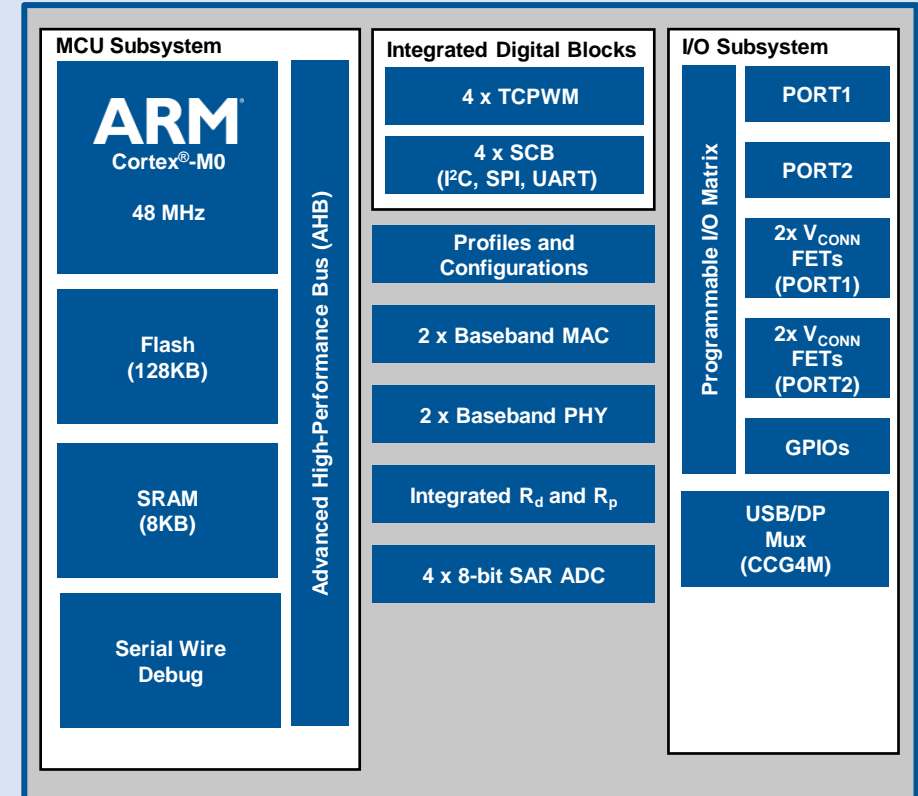 MCU Subsystem
ARM®
Cortex®-M0
48 MHz
Flash
(128KB)
SRAM
(8KB)
Serial Wire
Debug
Advanced High-Performance Bus (AHB)
Integrated Digital Blocks
4 x TCPWM
4 x SCB
(I²C, SPI, UART)
Profiles and
Configurations
2 x Baseband MAC
2 x Baseband PHY
Integrated Rd and Rp
4 x 8-bit SAR ADC
I/O Subsystem
Programmable I/O Matrix
PORT1
PORT2
2x VCONN
FETs
(PORT1)
2x VCONN
FETs
(PORT2)
GPIOs
USB/DP
Mux
(CCG4M)